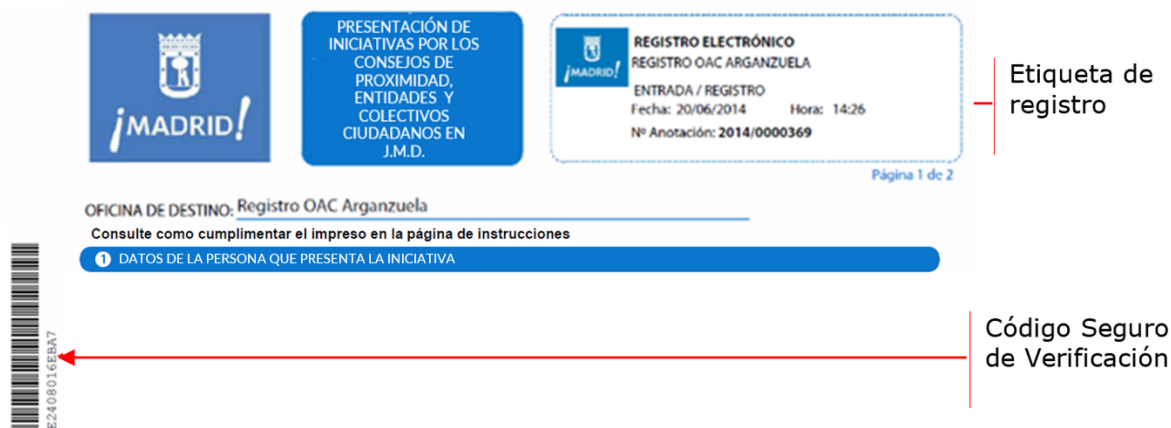 ¡MADRID!
PRESENTACIÓN DE
INICIATIVAS POR LOS
CONSEJOS DE
PROXIMIDAD,
ENTIDADES Y
COLECTIVOS
CIUDADANOS EN
J.M.D.
¡MADRID!
REGISTRO ELECTRÓNICO
REGISTRO OAC ARGANZUELA
ENTRADA / REGISTRO
Fecha: 20/06/2014 Hora: 14:26
Nº Anotación: 2014/0000369
Etiqueta de
registro
Página 1 de 2
OFICINA DE DESTINO: Registro OAC Arganzuela
Consulte como cumplimentar el impreso en la página de instrucciones
1 DATOS DE LA PERSONA QUE PRESENTA LA INICIATIVA
E2408016EBA7
Código Seguro
de Verificación